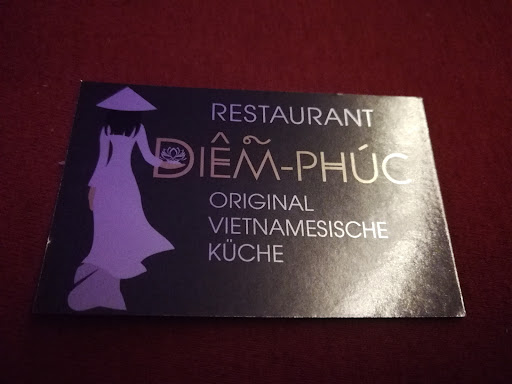 RESTAURANT
DIỄM-PHÚC
ORIGINAL
VIETNAMESISCHE
KÜCHE